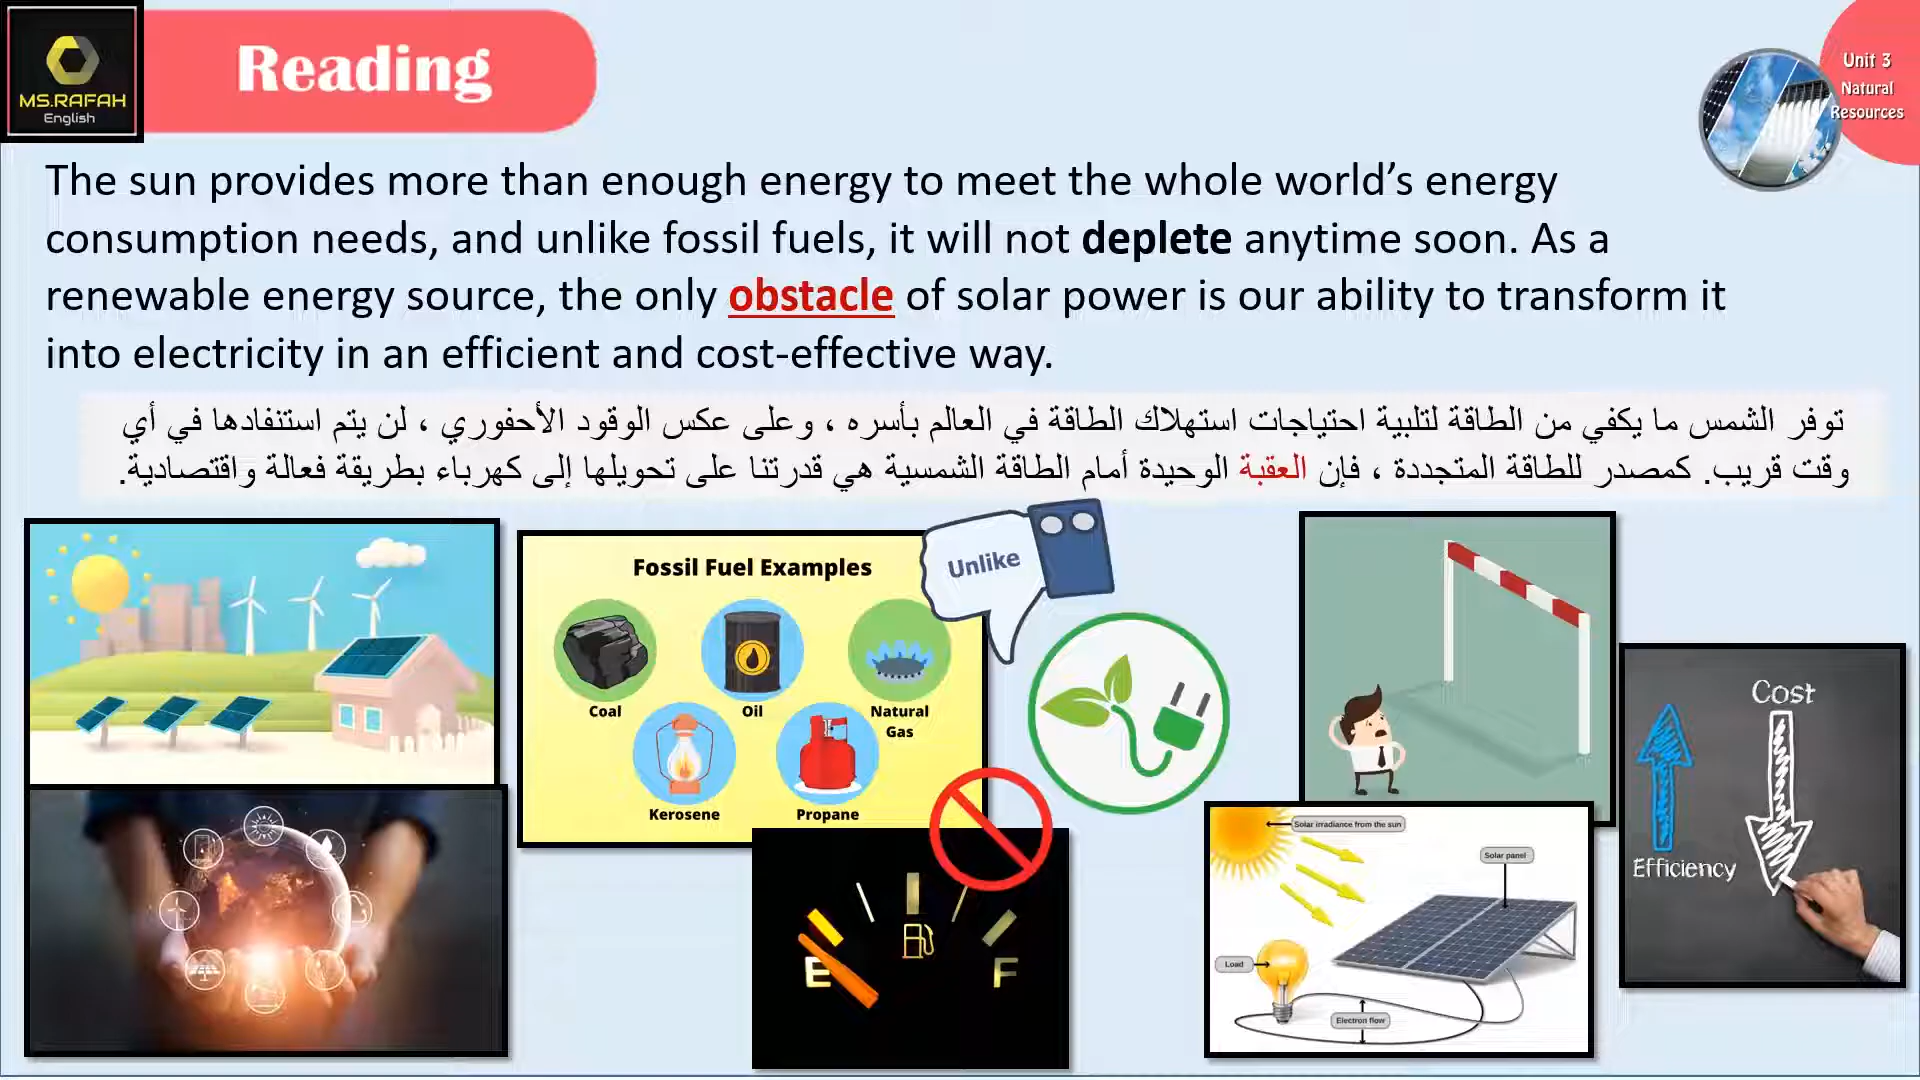 MS.RAFAH
English
Reading
Unit 3
Natural
Resources
The sun provides more than enough energy to meet the whole world’s energy
consumption needs, and unlike fossil fuels, it will not deplete anytime soon. As a
renewable energy source, the only obstacle of solar power is our ability to transform it
into electricity in an efficient and cost-effective way.
توفر الشمس ما يكفي من الطاقة لتلبية احتياجات استهلاك الطاقة في العالم بأسره ، وعلى عكس الوقود الأحفوري ، لن يتم استنفادها في أي
وقت قريب. كمصدر للطاقة المتجددة ، فإن العقبة الوحيدة أمام الطاقة الشمسية هي قدرتنا على تحويلها إلى كهرباء بطريقة فعالة واقتصادية.
Fossil Fuel Examples
Coal
Oil
Natural
Gas
Kerosene
Propane
Unlike
E
F
Solar irradiance from the sun
Solar panel
Load
Electron flow
Cost
Efficiency